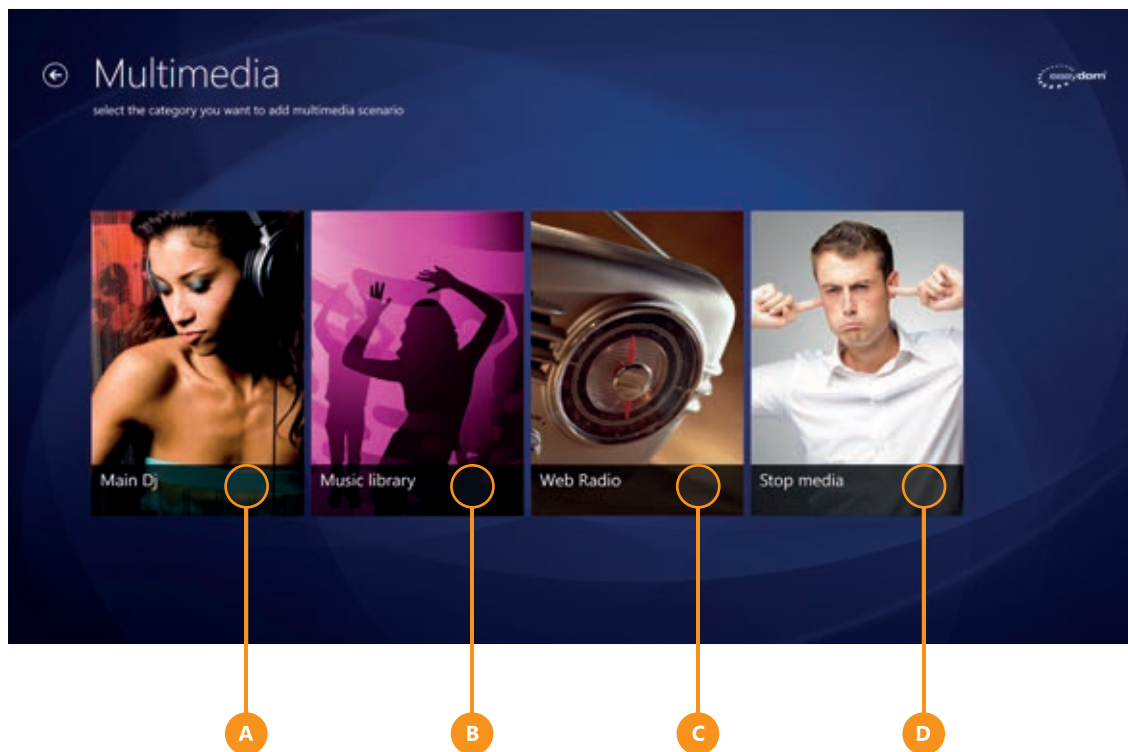 Multimedia
easydom
select the category you want to add multimedia scenario
Main Dj
Music library
Web Radio
Stop media
A
B
C
D